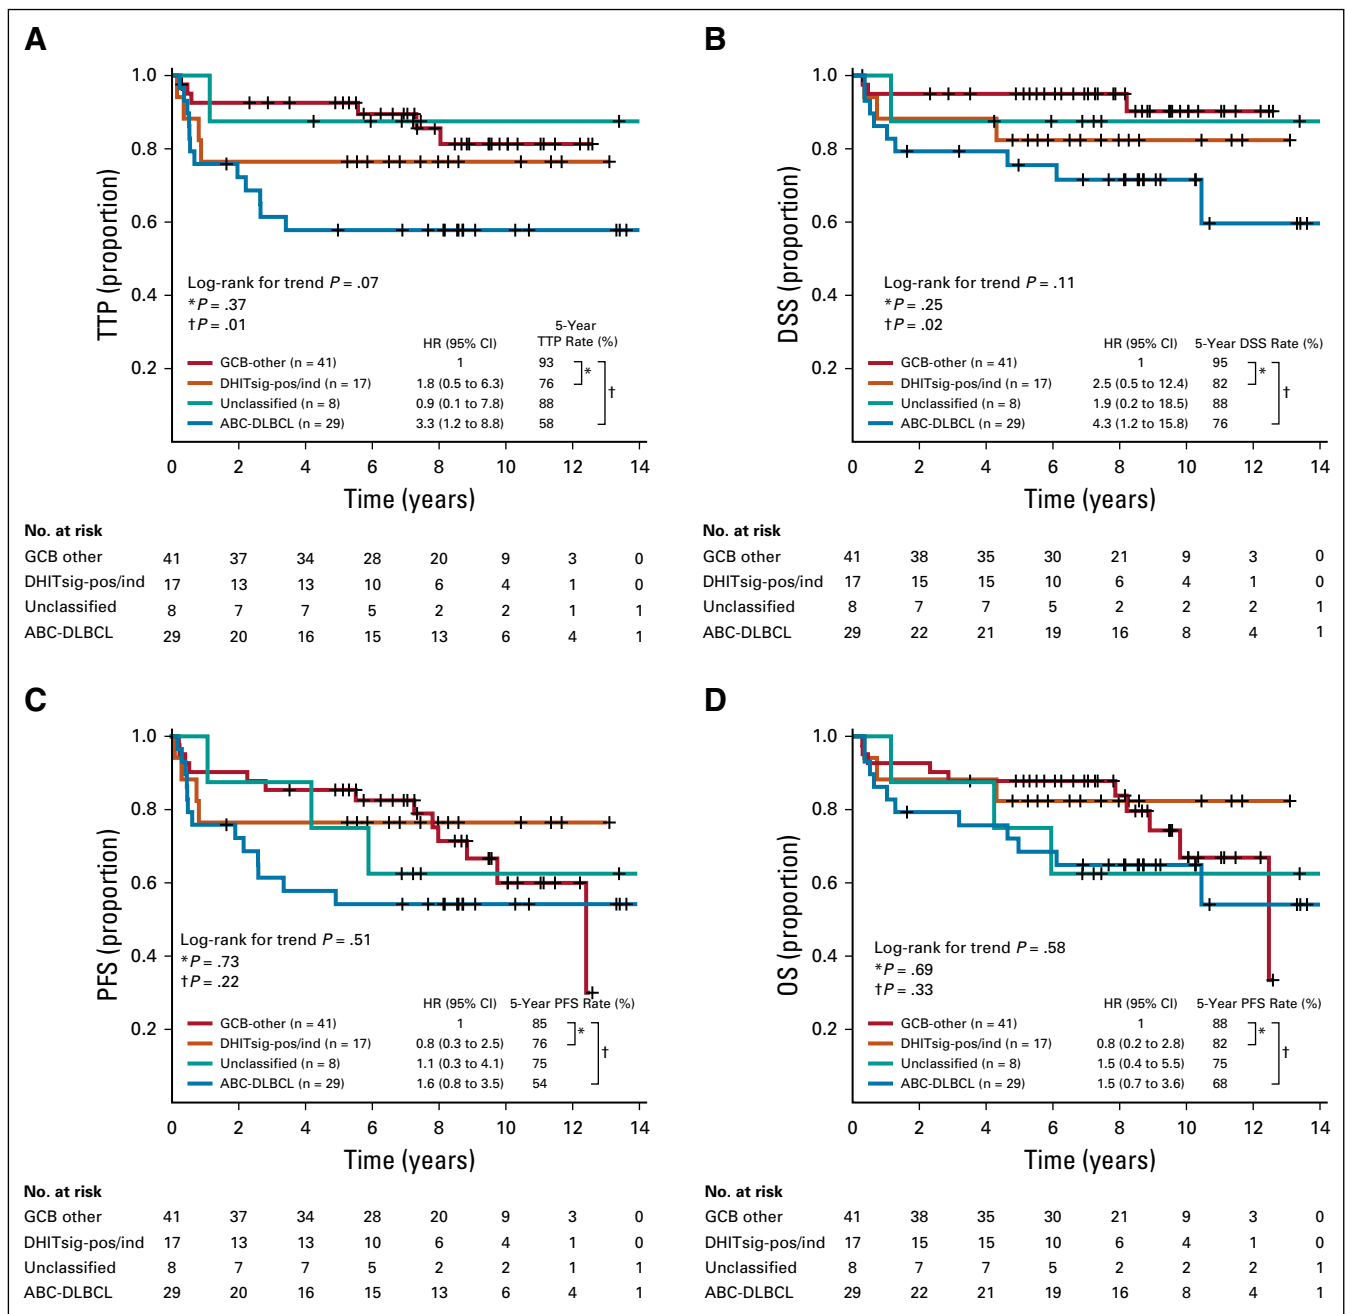 A
1.0
0.8
0.6
0.4
0.2
TTP (proportion)
Log-rank for trend P = .07
*P = .37
†P = .01
5-Year
HR (95% CI) TTP Rate (%)
GCB-other (n = 41) 1 93
DHITsig-pos/ind (n = 17) 1.8 (0.5 to 6.3) 76 *
Unclassified (n = 8) 0.9 (0.1 to 7.8) 88 †
ABC-DLBCL (n = 29) 3.3 (1.2 to 8.8) 58
0 2 4 6 8 10 12 14
Time (years)
No. at risk
GCB other 41 37 34 28 20 9 3 0
DHITsig-pos/ind 17 13 13 10 6 4 1 0
Unclassified 8 7 7 5 2 2 1 1
ABC-DLBCL 29 20 16 15 13 6 4 1
B
1.0
0.8
0.6
0.4
0.2
DSS (proportion)
Log-rank for trend P = .11
*P = .25
†P = .02
HR (95% CI) 5-Year DSS Rate (%)
GCB-other (n = 41) 1 95
DHITsig-pos/ind (n = 17) 2.5 (0.5 to 12.4) 82 *
Unclassified (n = 8) 1.9 (0.2 to 18.5) 88 †
ABC-DLBCL (n = 29) 4.3 (1.2 to 15.8) 76
0 2 4 6 8 10 12 14
Time (years)
No. at risk
GCB other 41 38 35 30 21 9 3 0
DHITsig-pos/ind 17 15 15 10 6 4 1 0
Unclassified 8 7 7 5 2 2 2 1
ABC-DLBCL 29 22 21 19 16 8 4 1
C
1.0
0.8
0.6
0.4
0.2
PFS (proportion)
Log-rank for trend P = .51
*P = .73
†P = .22
HR (95% CI) 5-Year PFS Rate (%)
GCB-other (n = 41) 1 85
DHITsig-pos/ind (n = 17) 0.8 (0.3 to 2.5) 76 *
Unclassified (n = 8) 1.1 (0.3 to 4.1) 75 †
ABC-DLBCL (n = 29) 1.6 (0.8 to 3.5) 54
0 2 4 6 8 10 12 14
Time (years)
No. at risk
GCB other 41 37 34 28 20 9 3 0
DHITsig-pos/ind 17 13 13 10 6 4 1 0
Unclassified 8 7 7 5 2 2 1 1
ABC-DLBCL 29 20 16 15 13 6 4 1
D
1.0
0.8
0.6
0.4
0.2
OS (proportion)
Log-rank for trend P = .58
*P = .69
†P = .33
HR (95% CI) 5-Year PFS Rate (%)
GCB-other (n = 41) 1 88
DHITsig-pos/ind (n = 17) 0.8 (0.2 to 2.8) 82 *
Unclassified (n = 8) 1.5 (0.4 to 5.5) 75 †
ABC-DLBCL (n = 29) 1.5 (0.7 to 3.6) 68
0 2 4 6 8 10 12 14
Time (years)
No. at risk
GCB other 41 38 35 30 21 9 3 0
DHITsig-pos/ind 17 15 15 10 6 4 1 0
Unclassified 8 7 7 5 2 2 2 1
ABC-DLBCL 29 22 21 19 16 8 4 1